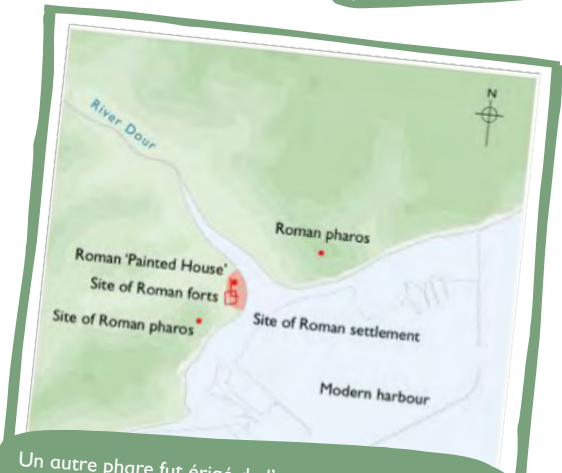 N
River Dour
Roman pharos
Roman 'Painted House'
Site of Roman forts
Site of Roman pharos
Site of Roman settlement
Modern harbour
Un autre phare fut érigé de l'